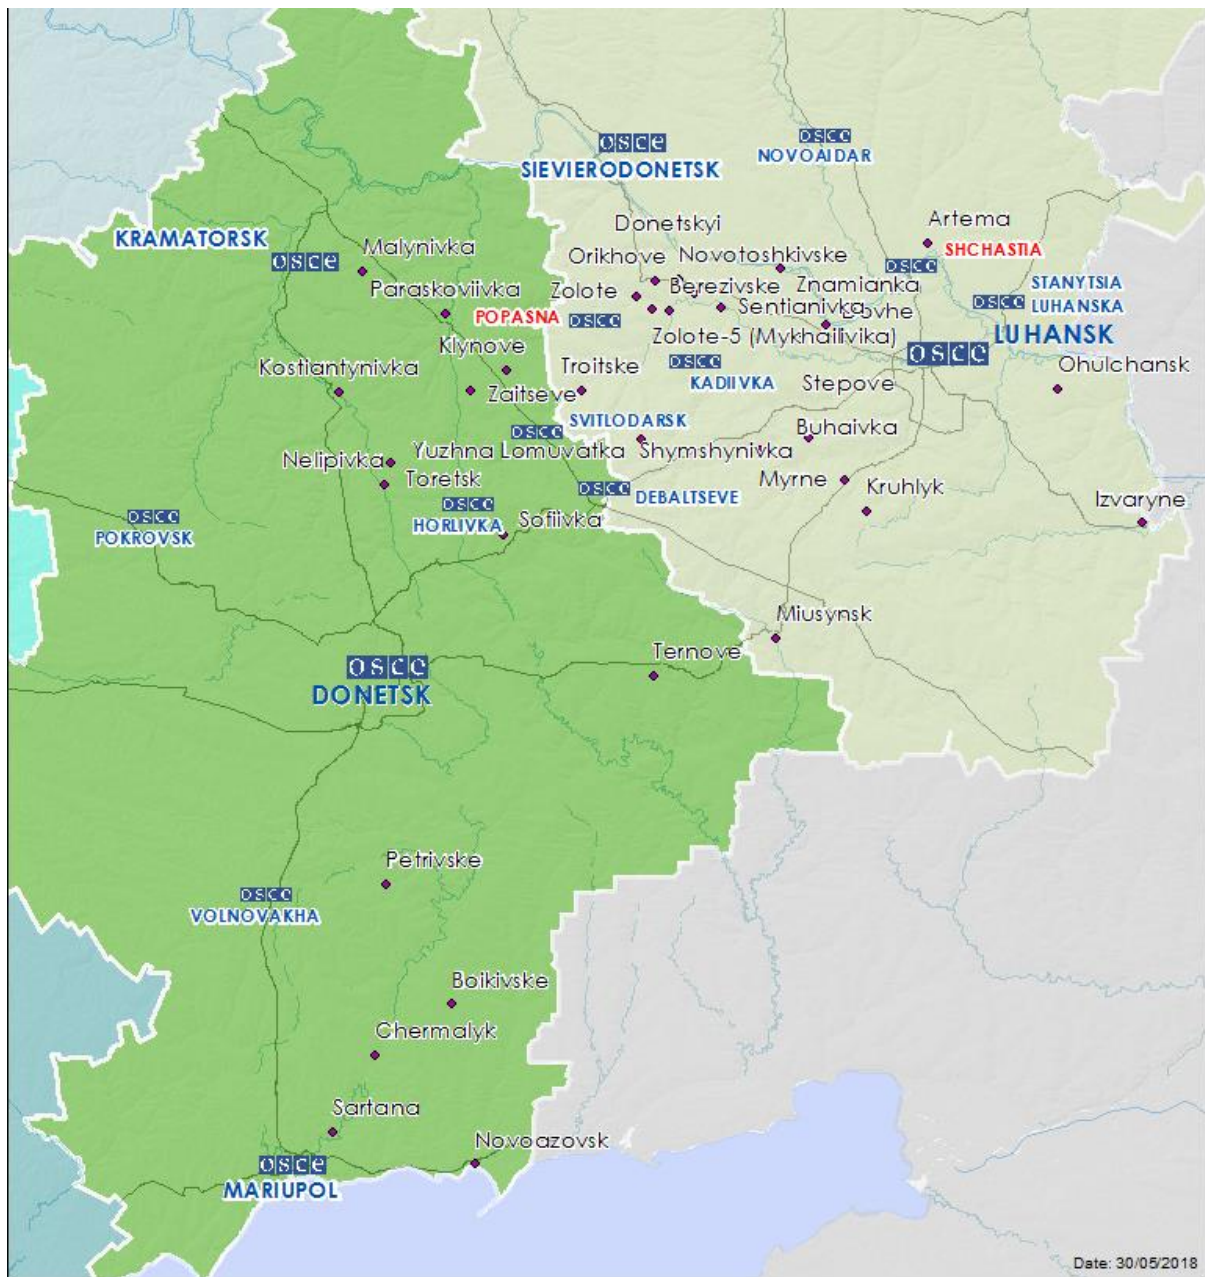 osce
SIEVIERODONETSK
osce
NOVOAIDAR
Donetskyi
Artema
SHCHASTIA
osce
KRAMATORSK
osce
Malynivka
Orikhove
Novotoshkivske
Paraskoviivka
Zolote
Berezivske
Znamianka
STANYTSIA
LUHANSKA
osce
POPASNA
osce
Sentianivka
Dovhe
Zolote-5 (Mykhailivika)
LUHANSK
osce
Klynove
Kostiantynivka
Troitske
osce
KADIIVKA
Stepove
Ohulchansk
Zaitseve
SVITLODARSK
osce
Buhaivka
Yuzhna Lomuvatka
Shymshynivka
Nelipivka
Toretsk
Myrne
Kruhlyk
osce
DEBALTSEVE
Izvaryne
osce
HORLIVKA
Sofiivka
osce
POKROVSK
Miusynsk
Ternove
osce
DONETSK
Petrivske
osce
VOLNOVAKHA
Boikivske
Chermalyk
Sartana
Novoazovsk
osce
MARIUPOL
Date: 30/05/2018